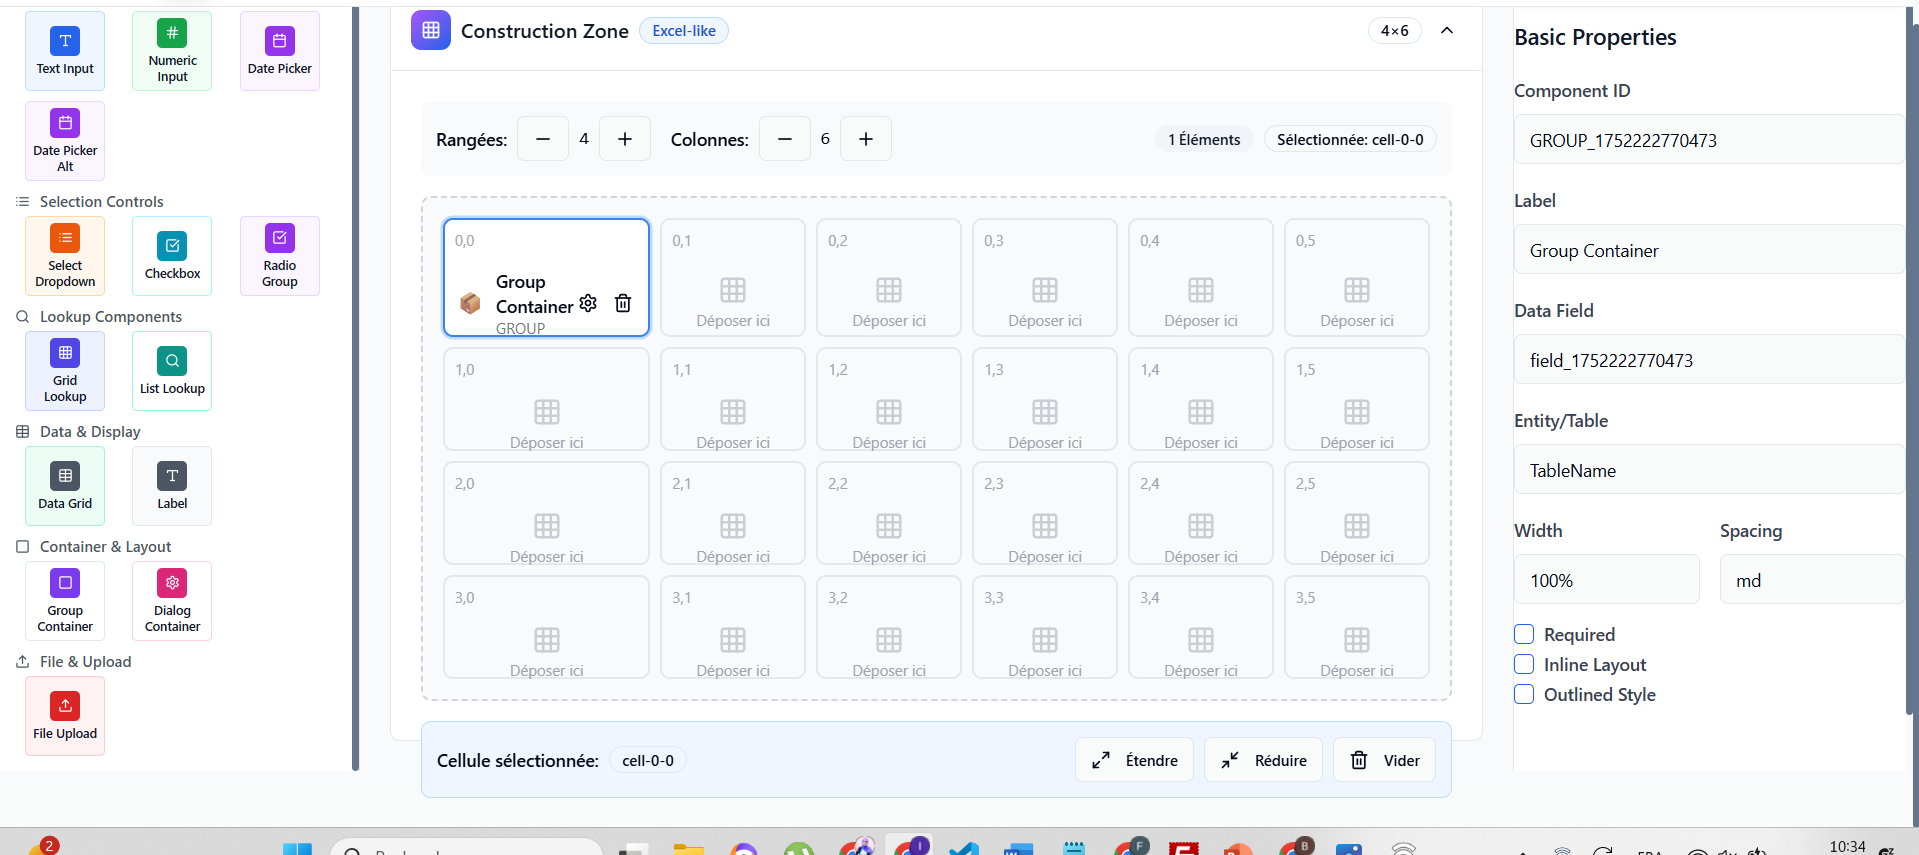 Text Input
Numeric
Input
Date Picker
Date Picker
Alt
Selection Controls
Select
Dropdown
Checkbox
Radio
Group
Lookup Components
Grid
Lookup
List Lookup
Data & Display
Data Grid
Label
Container & Layout
Group
Container
Dialog
Container
File & Upload
File Upload
Construction Zone
Excel-like
4×6
Rangées:
4
Colonnes:
6
1 Éléments
Sélectionnée: cell-0-0
0,0
Group
Container
GROUP
0,1
Déposer ici
0,2
Déposer ici
0,3
Déposer ici
0,4
Déposer ici
0,5
Déposer ici
1,0
Déposer ici
1,1
Déposer ici
1,2
Déposer ici
1,3
Déposer ici
1,4
Déposer ici
1,5
Déposer ici
2,0
Déposer ici
2,1
Déposer ici
2,2
Déposer ici
2,3
Déposer ici
2,4
Déposer ici
2,5
Déposer ici
3,0
Déposer ici
3,1
Déposer ici
3,2
Déposer ici
3,3
Déposer ici
3,4
Déposer ici
3,5
Déposer ici
Cellule sélectionnée:
cell-0-0
Étendre
Réduire
Vider
Basic Properties
Component ID
GROUP_1752222770473
Label
Group Container
Data Field
field_1752222770473
Entity/Table
TableName
Width
Spacing
100%
md
Required
Inline Layout
Outlined Style
2
I
F
B
10:34